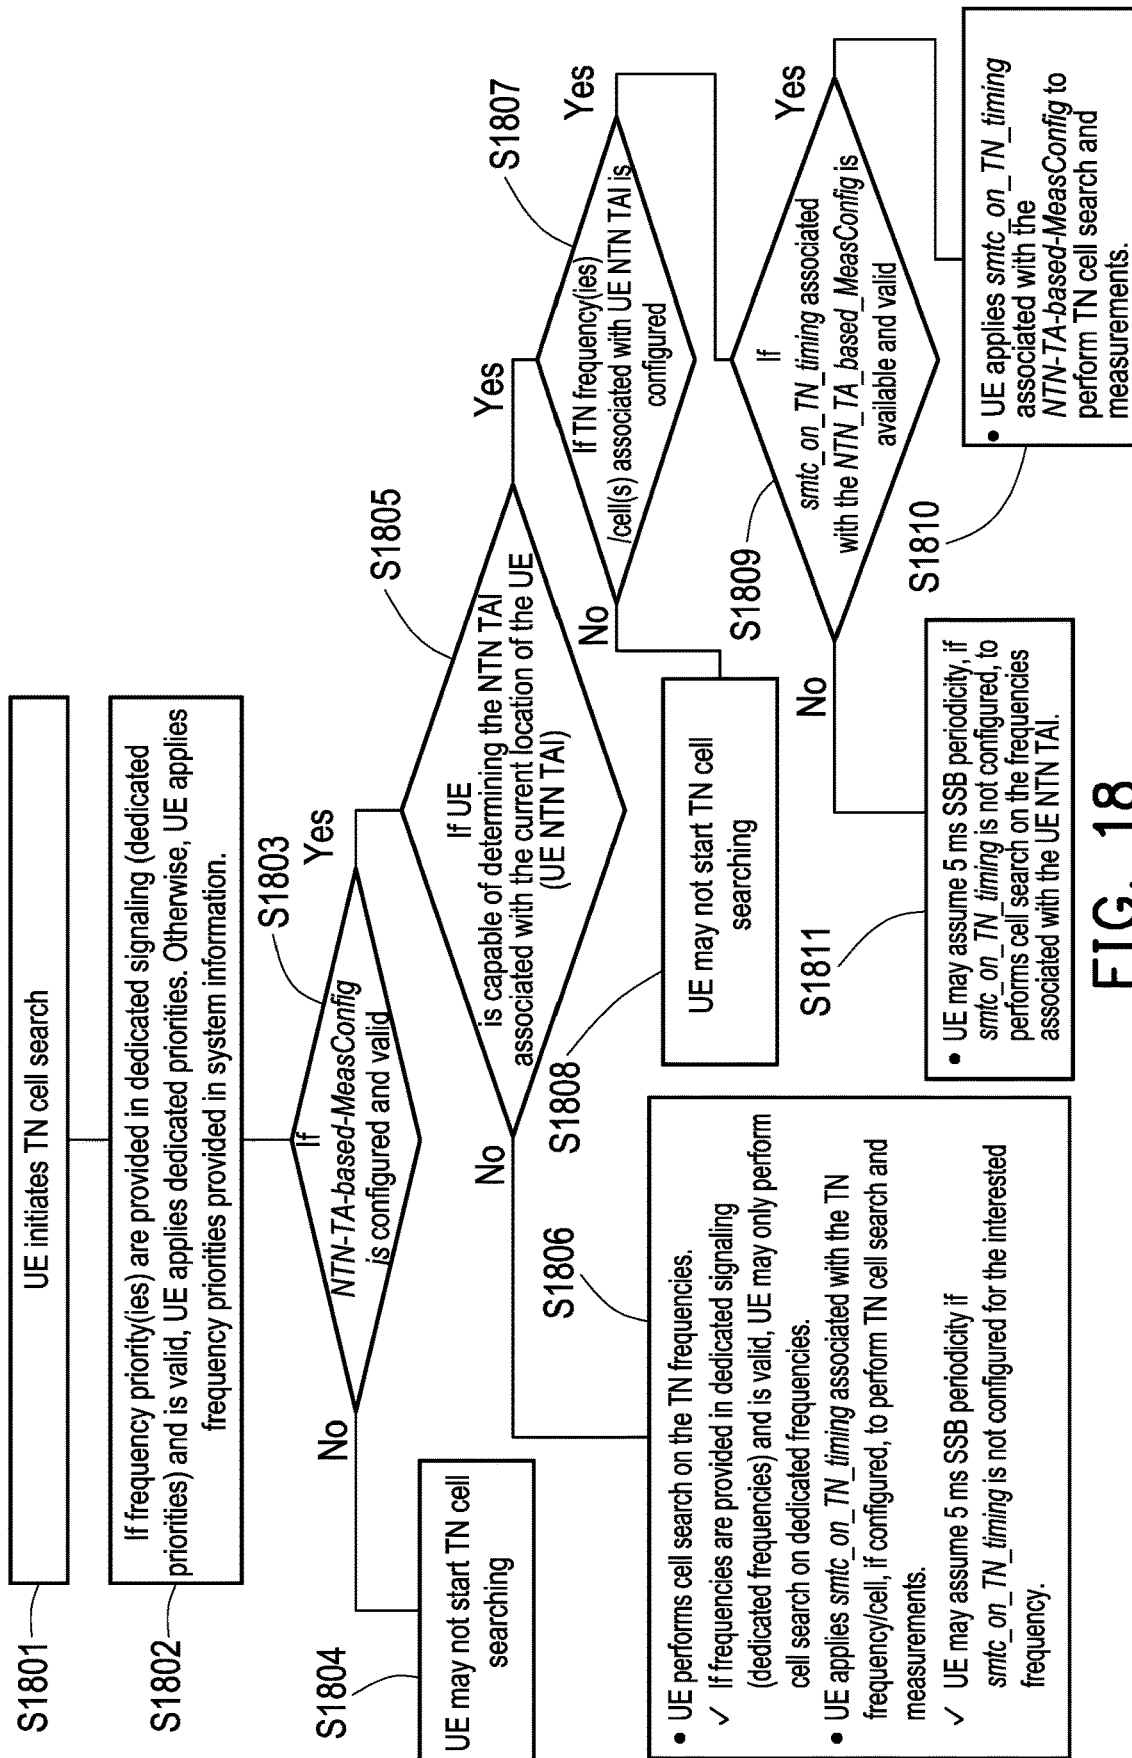 S1801
UE initiates TN cell search
S1802
If frequency priority(ies) are provided in dedicated signaling (dedicated
priorities) and is valid, UE applies dedicated priorities. Otherwise, UE applies
frequency priorities provided in system information.
S1803
If
NTN-TA-based-MeasConfig
is configured and valid
No
Yes
S1804
UE may not start TN cell
searching
S1805
If UE
is capable of determining the NTN TAI
associated with the current location of the UE
(UE NTN TAI)
No
Yes
S1806
• UE performs cell search on the TN frequencies.
✓ If frequencies are provided in dedicated signaling
(dedicated frequencies) and is valid, UE may only perform
cell search on dedicated frequencies.
• UE applies smtc_on_TN_timing associated with the TN
frequency/cell, if configured, to perform TN cell search and
measurements.
✓ UE may assume 5 ms SSB periodicity if
smtc_on_TN_timing is not configured for the interested
frequency.
S1807
If TN frequency(ies)
/cell(s) associated with UE NTN TAI is
configured
No
Yes
S1808
UE may not start TN cell
searching
S1809
If
smtc_on_TN_timing associated
with the NTN_TA_based_MeasConfig is
available and valid
No
Yes
S1810
• UE applies smtc_on_TN_timing
associated with the
NTN-TA-based-MeasConfig to
perform TN cell search and
measurements.
S1811
• UE may assume 5 ms SSB periodicity, if
smtc_on_TN_timing is not configured, to
performs cell search on the frequencies
associated with the UE NTN TAI.
FIG. 18